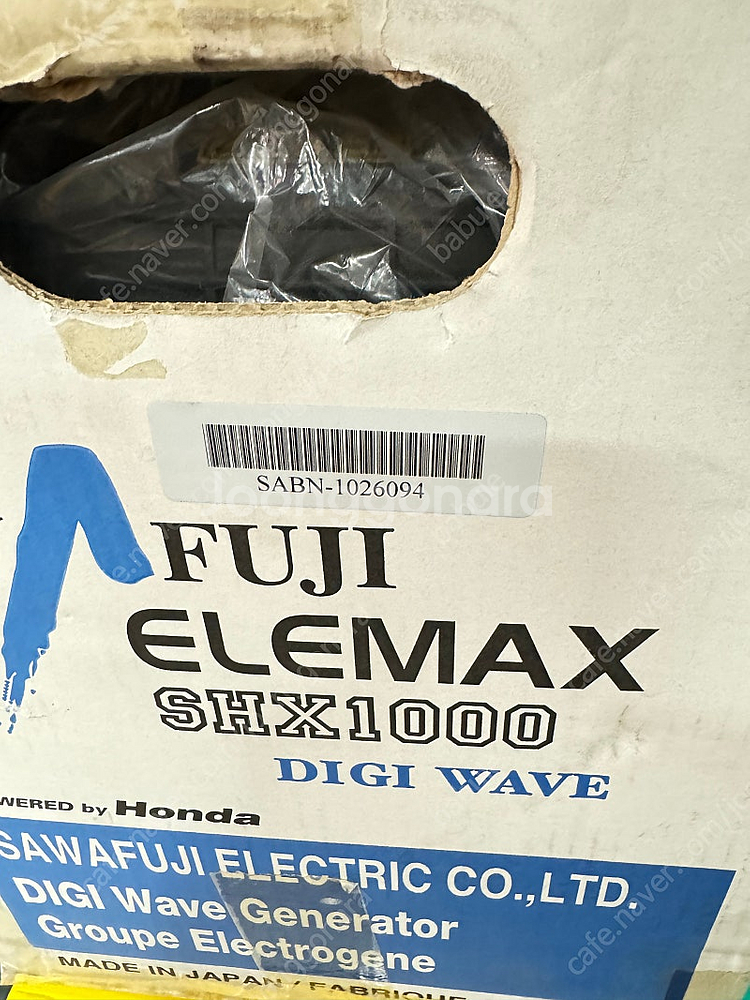 SABN-1026094
joonggonara
FUJI
ELEMAX
SHX1000
DIGI WAVE
WERED by Honda
SAWAFUJI ELECTRIC CO.,LTD.
DIGI Wave Generator
Groupe Electrogene
MADE IN JAPAN / FABRIQUE